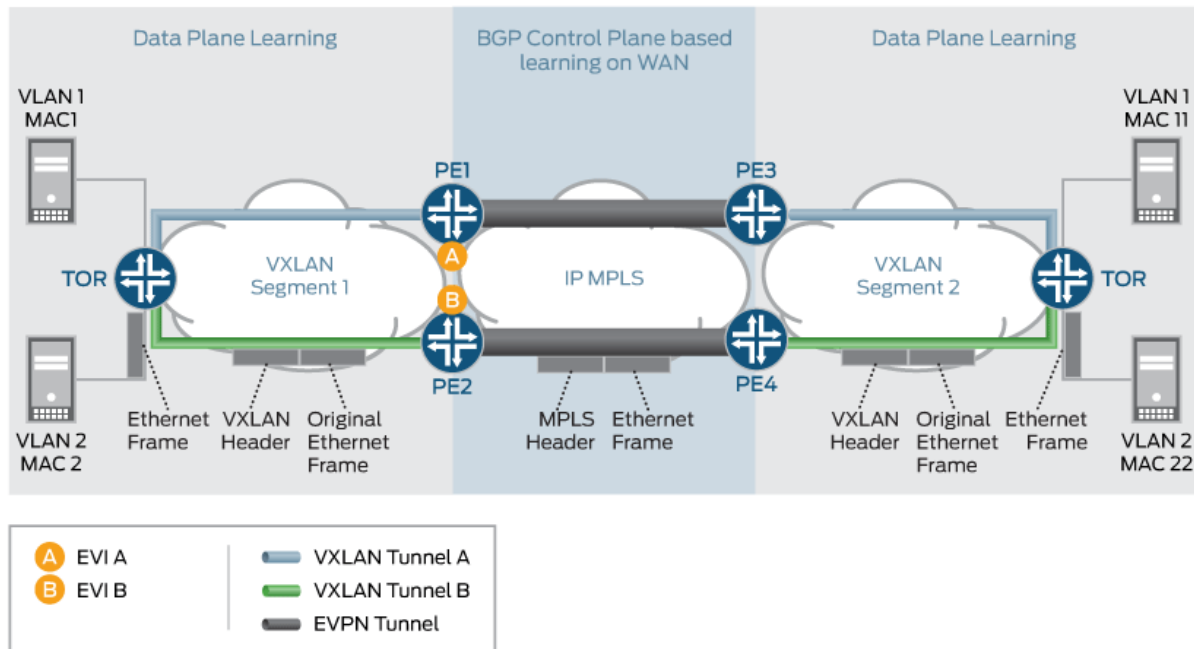 Data Plane Learning
BGP Control Plane based
learning on WAN
Data Plane Learning
VLAN 1
MAC1
VLAN 1
MAC 11
PE1
PE3
A
TOR
VXLAN
Segment 1
IP MPLS
VXLAN
Segment 2
TOR
B
PE2
PE4
VLAN 2
MAC 2
Ethernet
Frame
VXLAN
Header
Original
Ethernet
Frame
MPLS
Header
Ethernet
Frame
VXLAN
Header
Original
Ethernet
Frame
Ethernet
Frame
VLAN 2
MAC 22
A EVI A
B EVI B
VXLAN Tunnel A
VXLAN Tunnel B
EVPN Tunnel